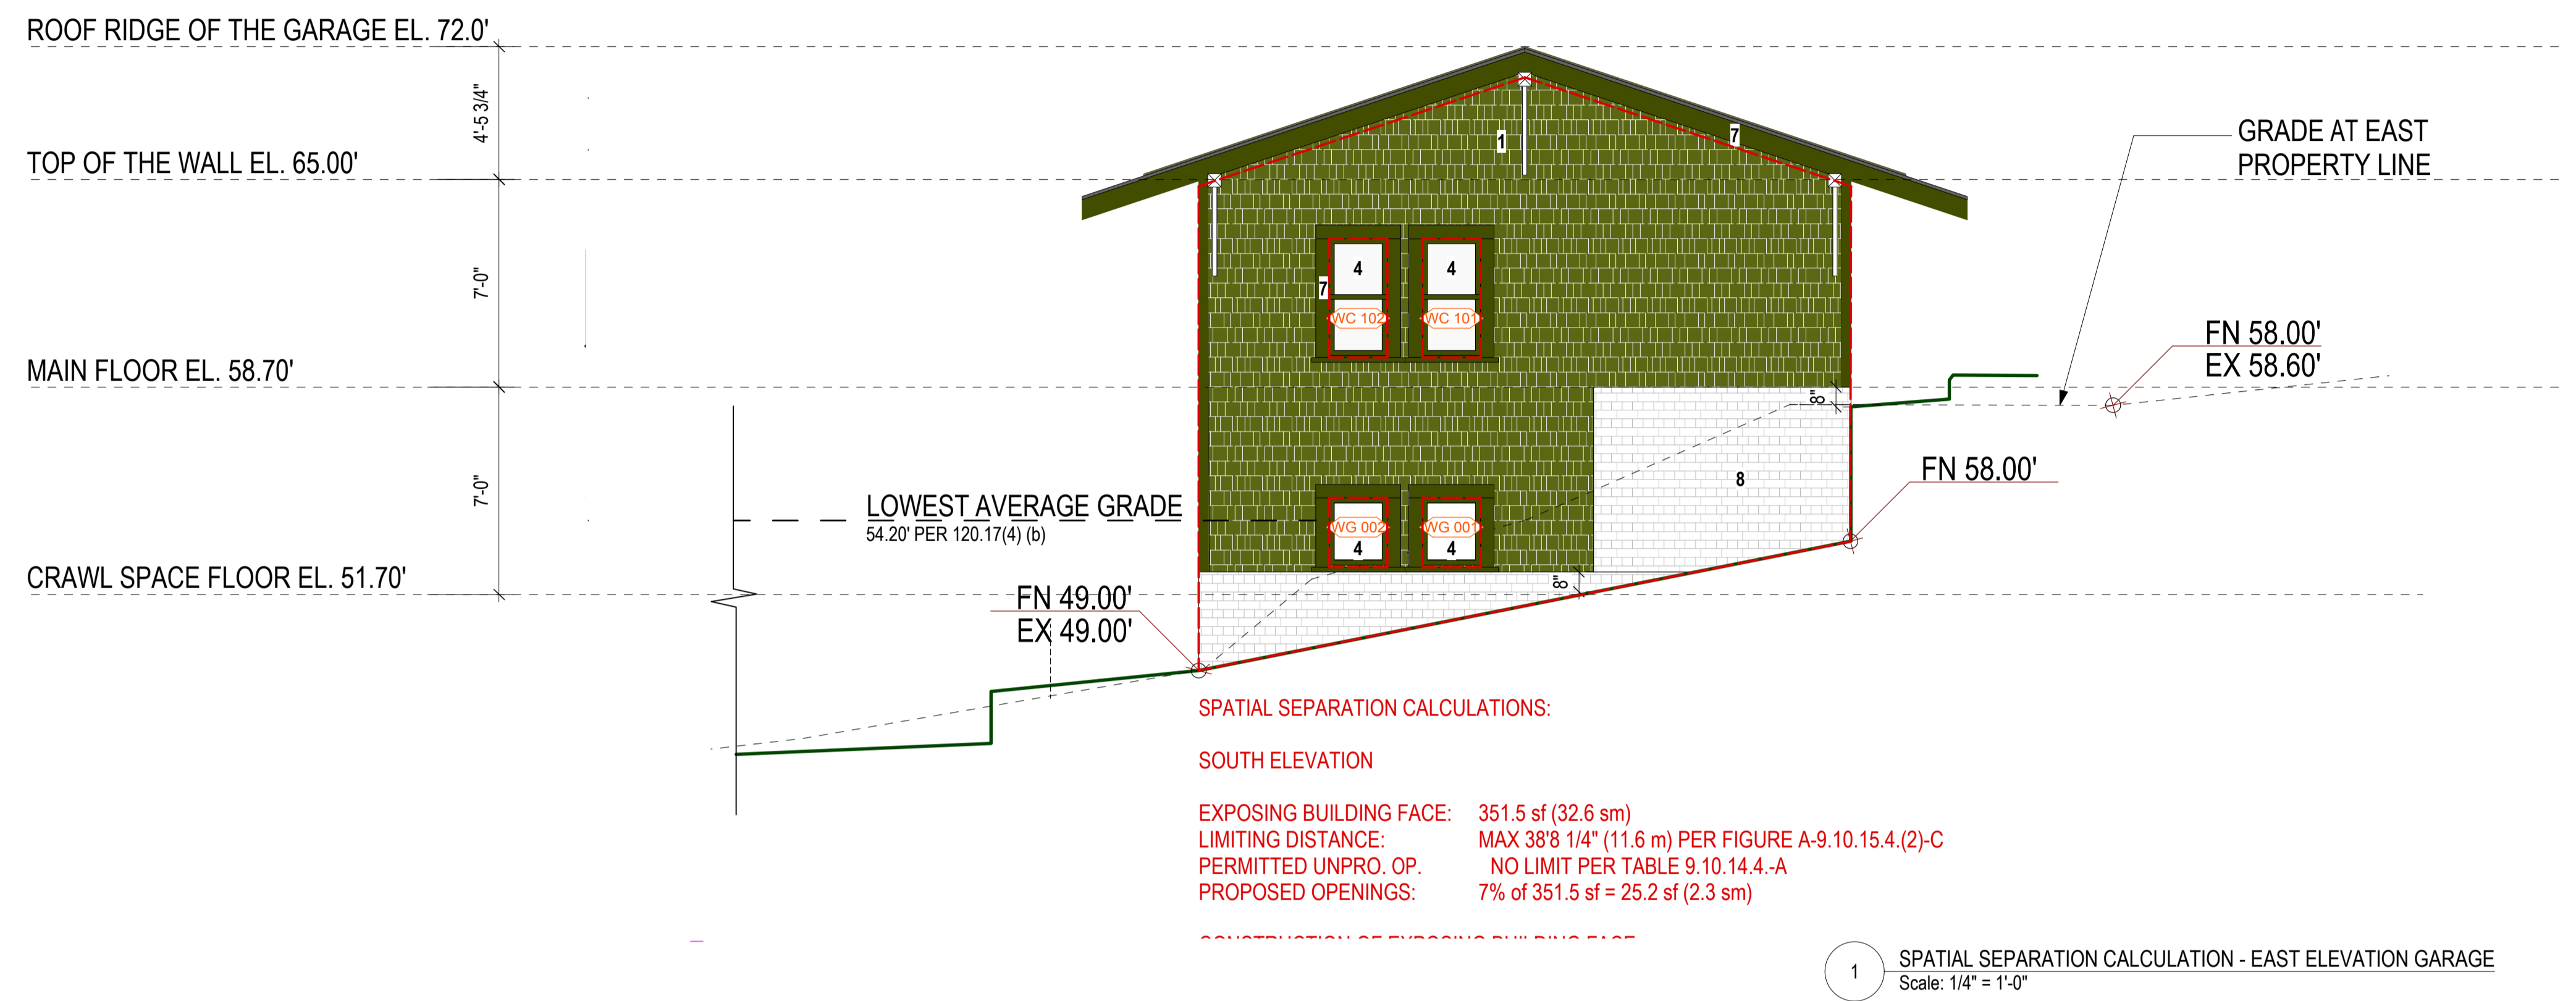 ROOF RIDGE OF THE GARAGE EL. 72.0'
4'-5 3/4"
TOP OF THE WALL EL. 65.00'
7'-0"
MAIN FLOOR EL. 58.70'
7'-0"
CRAWL SPACE FLOOR EL. 51.70'
1
7
GRADE AT EAST
PROPERTY LINE
4
4
7
WC 102
WC 101
FN 58.00'
EX 58.60'
8"
FN 58.00'
8
LOWEST AVERAGE GRADE
54.20' PER 120.17(4) (b)
WG 002
WG 001
4
4
8"
FN 49.00'
EX 49.00'
SPATIAL SEPARATION CALCULATIONS:
SOUTH ELEVATION
EXPOSING BUILDING FACE: 351.5 sf (32.6 sm)
LIMITING DISTANCE: MAX 38'8 1/4" (11.6 m) PER FIGURE A-9.10.15.4.(2)-C
PERMITTED UNPRO. OP. NO LIMIT PER TABLE 9.10.14.4.-A
PROPOSED OPENINGS: 7% of 351.5 sf = 25.2 sf (2.3 sm)
1
SPATIAL SEPARATION CALCULATION - EAST ELEVATION GARAGE
Scale: 1/4" = 1'-0"